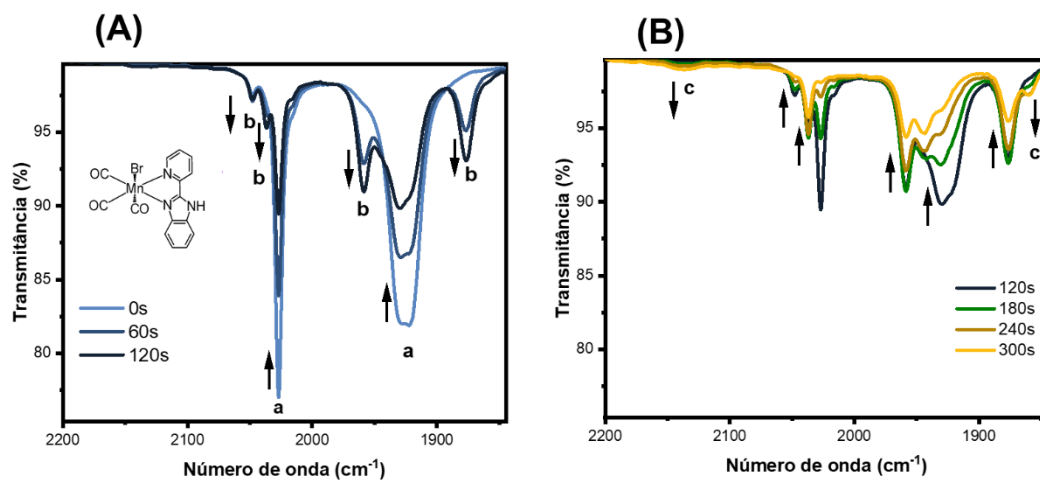 (A)
Transmitância (%)
95
90
85
80
2200
2100
2000
1900
Número de onda (cm-1)
b
b
b
b
a
a
Br
OC
Mn
N
OC
CO
N
NH
0s
60s
120s
(B)
Transmitância (%)
95
90
85
80
2200
2100
2000
1900
Número de onda (cm-1)
c
c
120s
180s
240s
300s